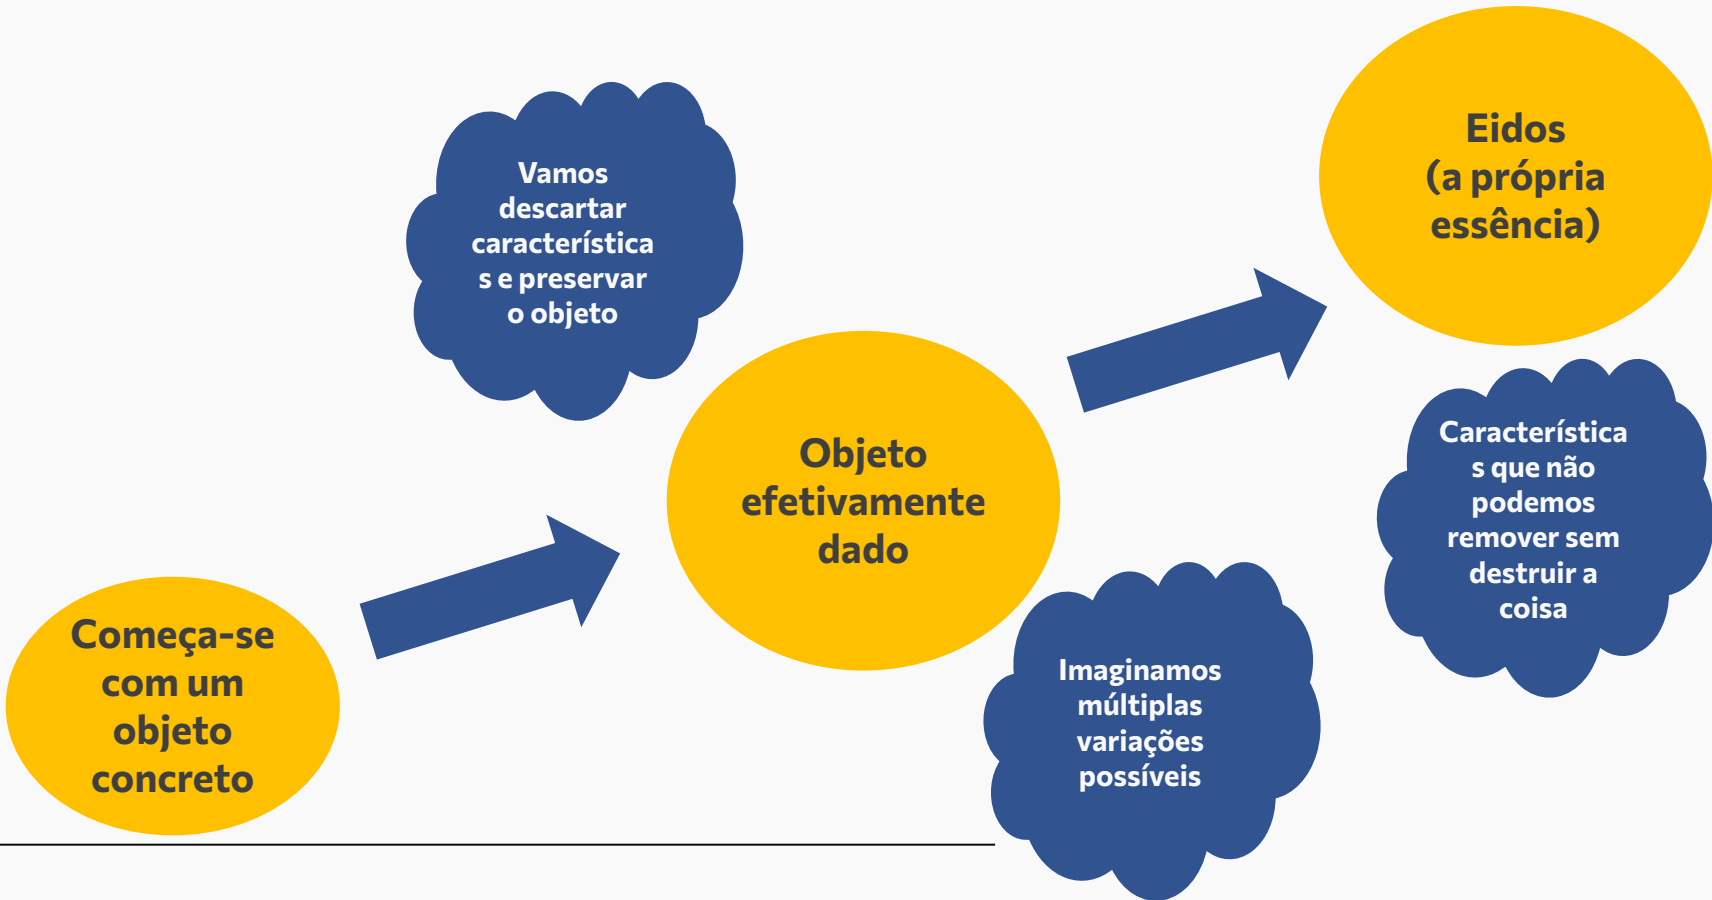 Começa-se
com um
objeto
concreto
Vamos
descartar
característica
s e preservar
o objeto
Objeto
efetivamente
dado
Imaginamos
múltiplas
variações
possíveis
Eidos
(a própria
essência)
Característica
s que não
podemos
remover sem
destruir a
coisa